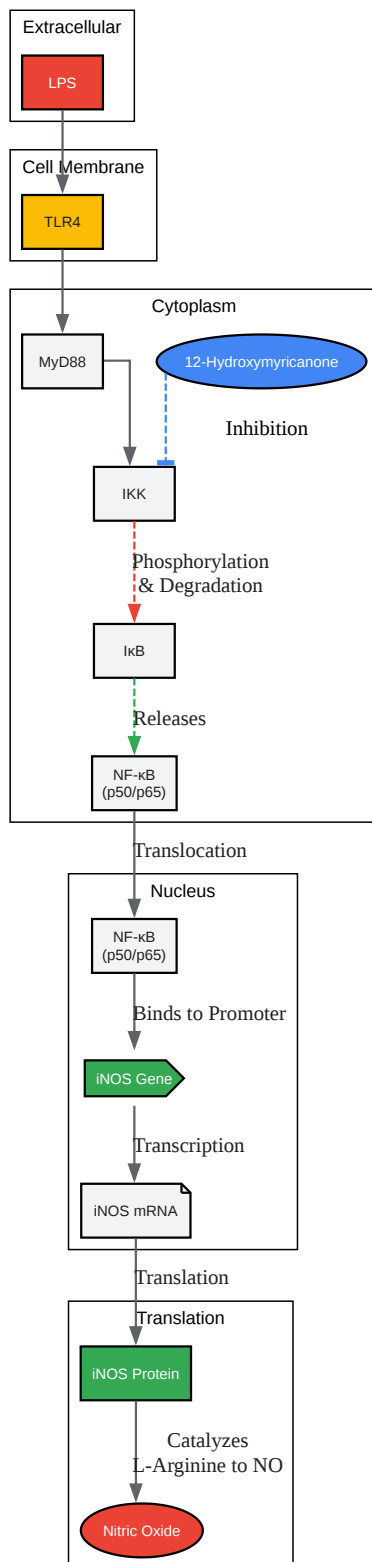 Extracellular
LPS
Cell Membrane
TLR4
Cytoplasm
MyD88
12-Hydroxymyricanone
Inhibition
IKK
Phosphorylation
& Degradation
IκB
Releases
NF-κB
(p50/p65)
Translocation
Nucleus
NF-κB
(p50/p65)
Binds to Promoter
iNOS Gene
Transcription
iNOS mRNA
Translation
Translation
iNOS Protein
Catalyzes
L-Arginine to NO
Nitric Oxide